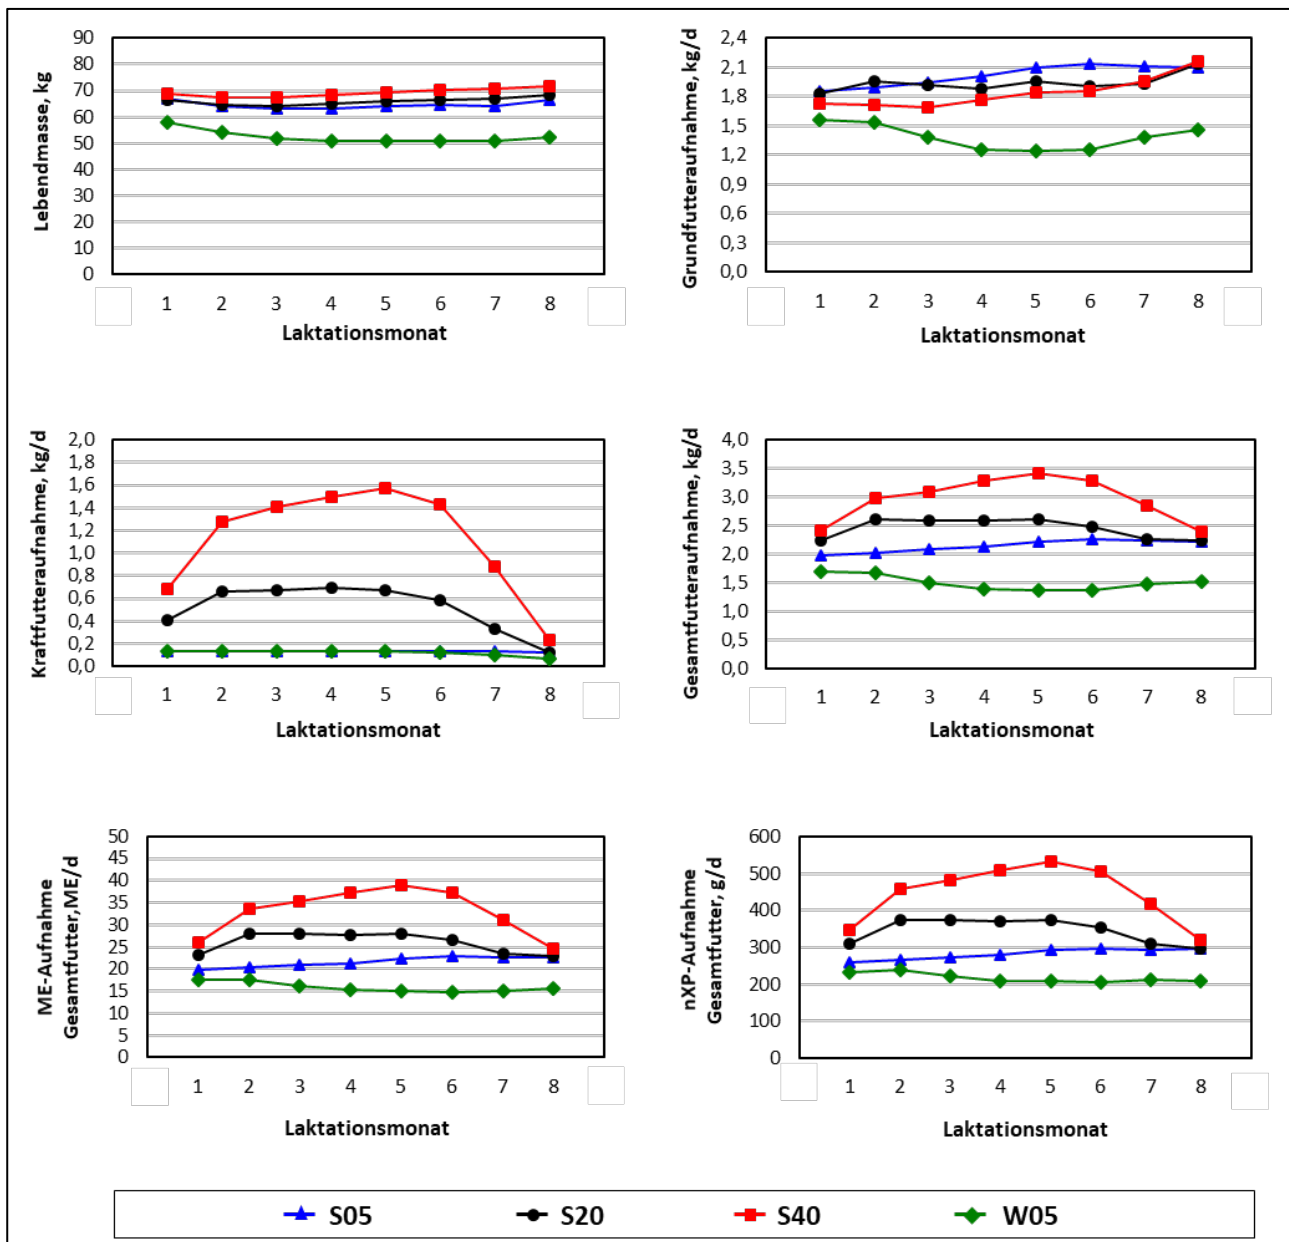 Lebendmasse, kg
90
80
70
60
50
40
30
20
10
0
1 2 3 4 5 6 7 8
Laktationsmonat
Grundfutteraufnahme, kg/d
2,4
2,1
1,8
1,5
1,2
0,9
0,6
0,3
0,0
1 2 3 4 5 6 7 8
Laktationsmonat
Kraftfutteraufnahme, kg/d
2,0
1,8
1,6
1,4
1,2
1,0
0,8
0,6
0,4
0,2
0,0
1 2 3 4 5 6 7 8
Laktationsmonat
Gesamtfutteraufnahme, kg/d
4,0
3,5
3,0
2,5
2,0
1,5
1,0
0,5
0,0
1 2 3 4 5 6 7 8
Laktationsmonat
ME-Aufnahme
Gesamtfutter,ME/d
50
45
40
35
30
25
20
15
10
5
0
1 2 3 4 5 6 7 8
Laktationsmonat
nXP-Aufnahme
Gesamtfutter, g/d
600
500
400
300
200
100
0
1 2 3 4 5 6 7 8
Laktationsmonat
S05 S20 S40 W05